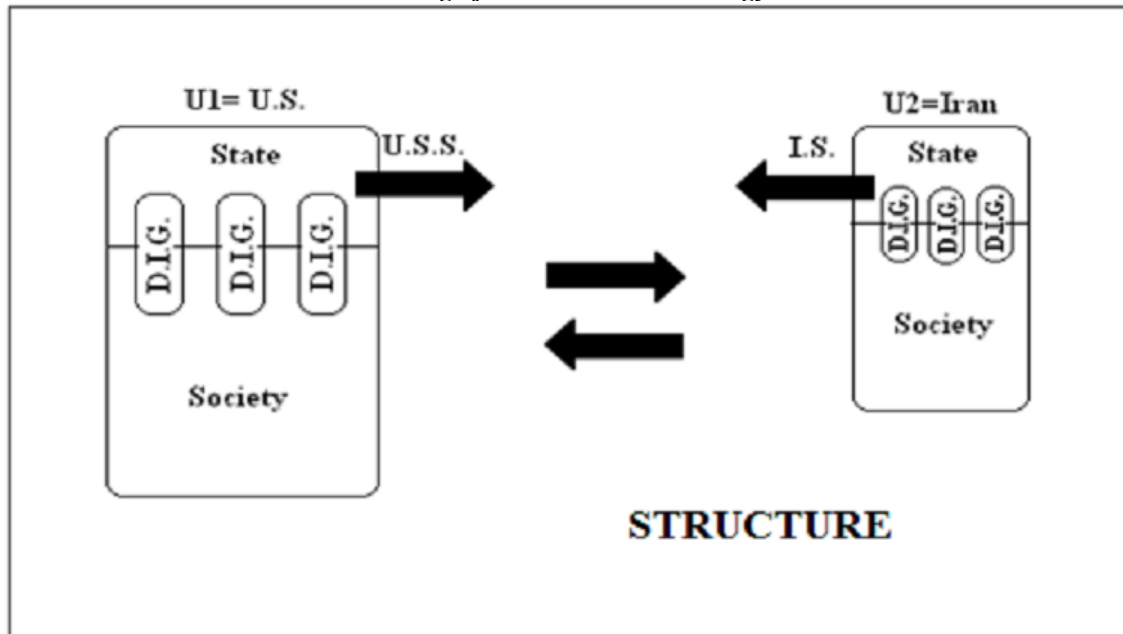 U1= U.S.
State
U.S.S.
D.I.G.
D.I.G.
D.I.G.
Society
U2=Iran
I.S.
State
D.I.G.
D.I.G.
D.I.G.
Society
STRUCTURE